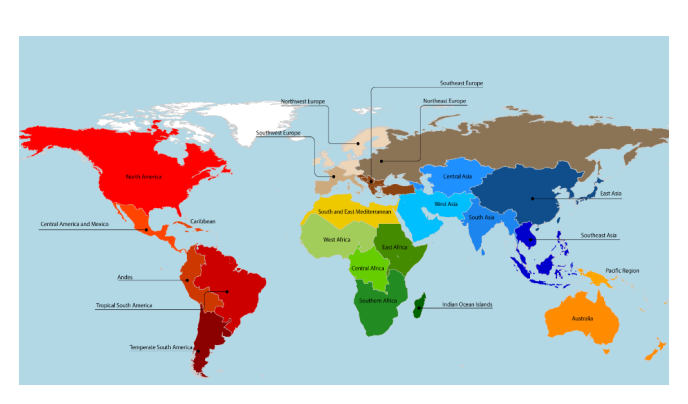 Southeast Europe
Northwest Europe
Northeast Europe
Southwest Europe
North America
Central Asia
East Asia
West Asia
South and East Mediterranean
South Asia
Caribbean
Central America and Mexico
Southeast Asia
West Africa
East Africa
Central Africa
Pacific Region
Andes
Southern Africa
Tropical South America
Indian Ocean Islands
Australia
Temperate South America